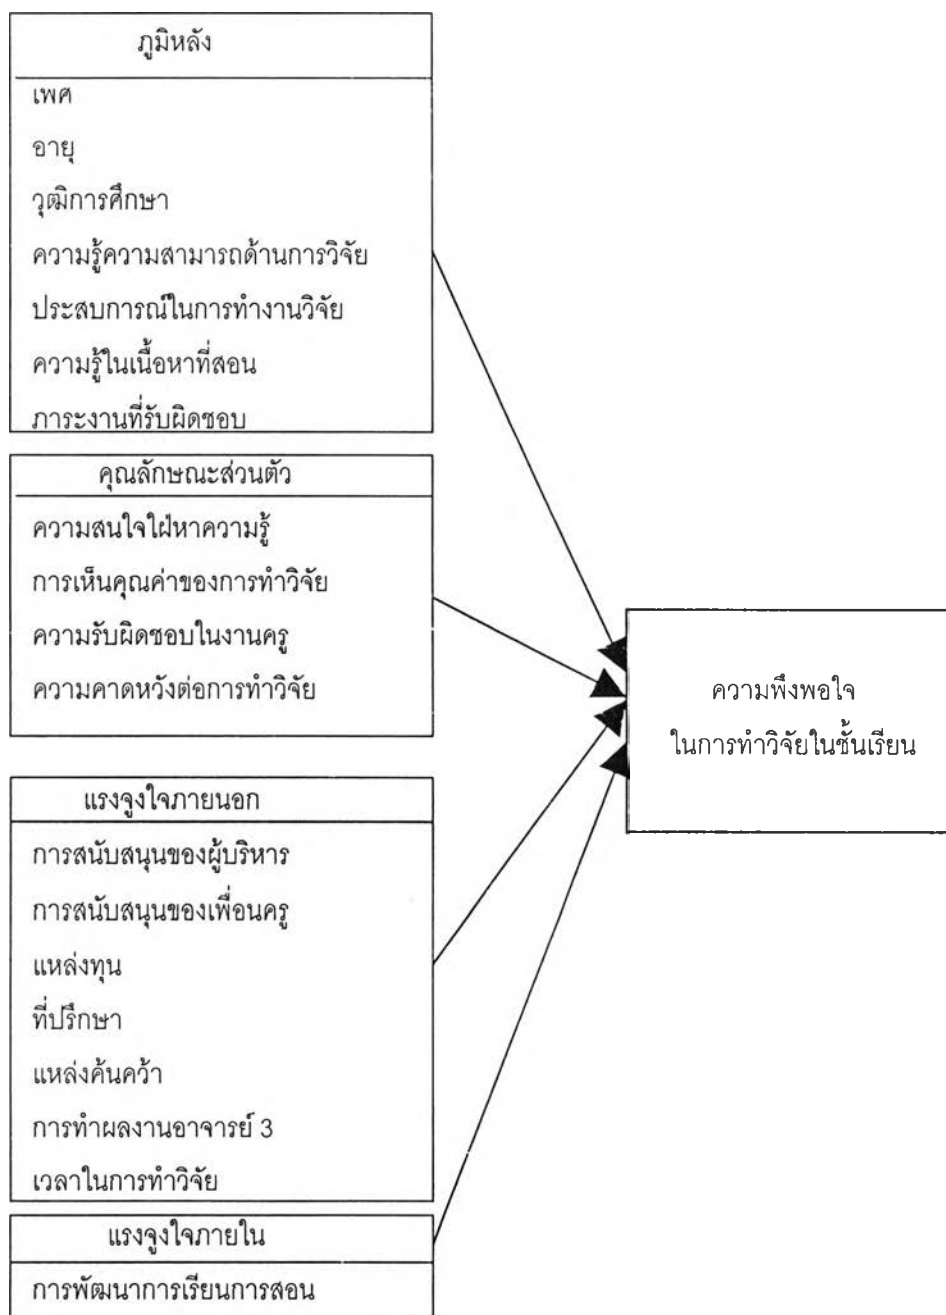 ภูมิหลัง
เพศ
อายุ
วุฒิการศึกษา
ความรู้ความสามารถด้านการวิจัย
ประสบการณ์ในการทำงานวิจัย
ความรู้ในเนื้อหาที่สอน
ภาระงานที่รับผิดชอบ
คุณลักษณะส่วนตัว
ความสนใจใฝ่หาความรู้
การเห็นคุณค่าของการทำวิจัย
ความรับผิดชอบในงานครู
ความคาดหวังต่อการทำวิจัย
แรงจูงใจภายนอก
การสนับสนุนของผู้บริหาร
การสนับสนุนของเพื่อนครู
แหล่งทุน
ที่ปรึกษา
แหล่งค้นคว้า
การทำผลงานอาจารย์ 3
เวลาในการทำวิจัย
แรงจูงใจภายใน
การพัฒนาการเรียนการสอน
ความพึงพอใจ
ในการทำวิจัยในชั้นเรียน